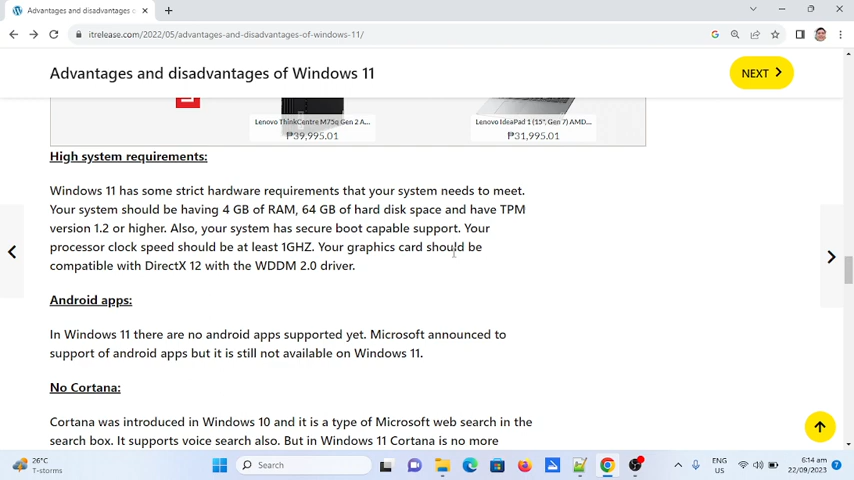 Advantages and disadvantages o
itrelease.com/2022/05/advantages-and-disadvantages-of-windows-11/
Advantages and disadvantages of Windows 11
NEXT
Lenovo ThinkCentre M75q Gen 2 A...
Lenovo IdeaPad 1 (15", Gen 7) AMD...
₱39,995.01
₱31,995.01
High system requirements:
Windows 11 has some strict hardware requirements that your system needs to meet.
Your system should be having 4 GB of RAM, 64 GB of hard disk space and have TPM
version 1.2 or higher. Also, your system has secure boot capable support. Your
processor clock speed should be at least 1GHZ. Your graphics card should be
compatible with DirectX 12 with the WDDM 2.0 driver.
Android apps:
In Windows 11 there are no android apps supported yet. Microsoft announced to
support of android apps but it is still not available on Windows 11.
No Cortana:
Cortana was introduced in Windows 10 and it is a type of Microsoft web search in the
search box. It supports voice search also. But in Windows 11 Cortana is no more
26°C
T-storms
Search
ENG
US
6:14 am
22/09/2023